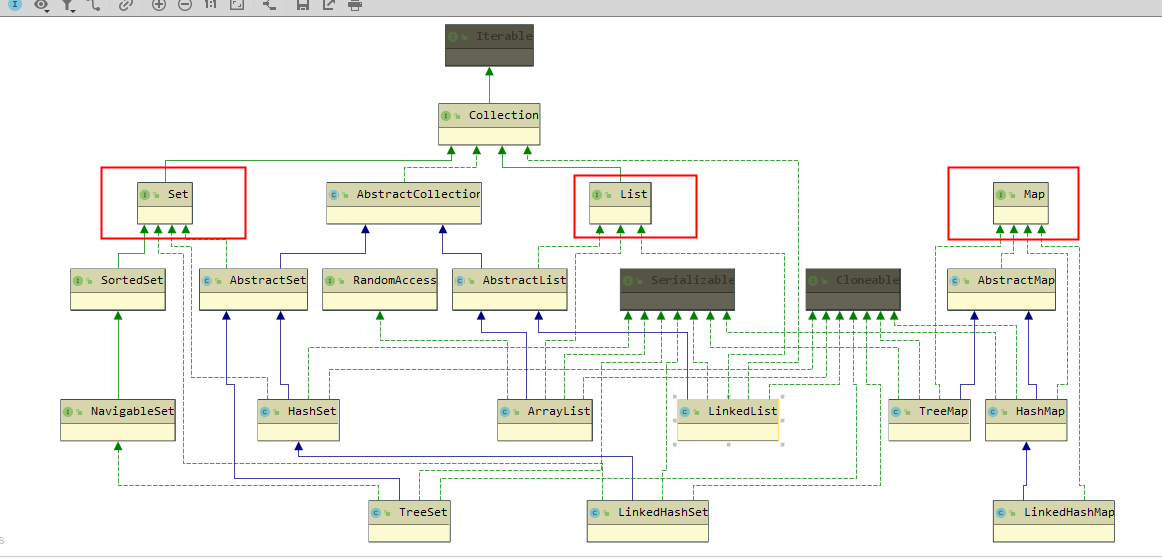 1:1
Iterable
Collection
Set
AbstractCollection
List
Map
SortedSet
AbstractSet
RandomAccess
AbstractList
Serializable
Cloneable
AbstractMap
NavigableSet
HashSet
ArrayList
LinkedList
TreeMap
HashMap
TreeSet
LinkedHashSet
LinkedHashMap
s